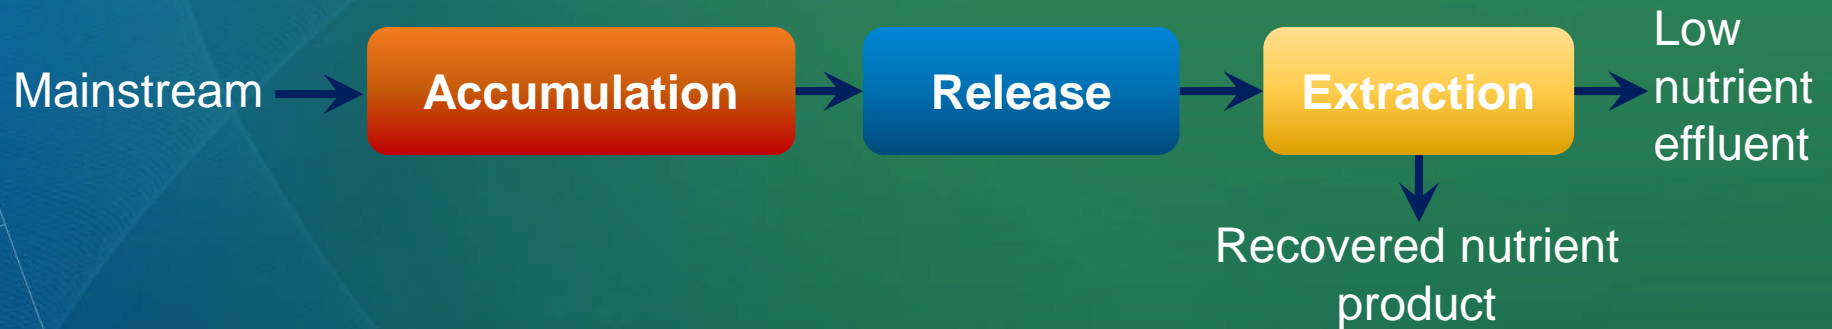 Mainstream
Accumulation
Release
Extraction
Low
nutrient
effluent
Recovered nutrient
product